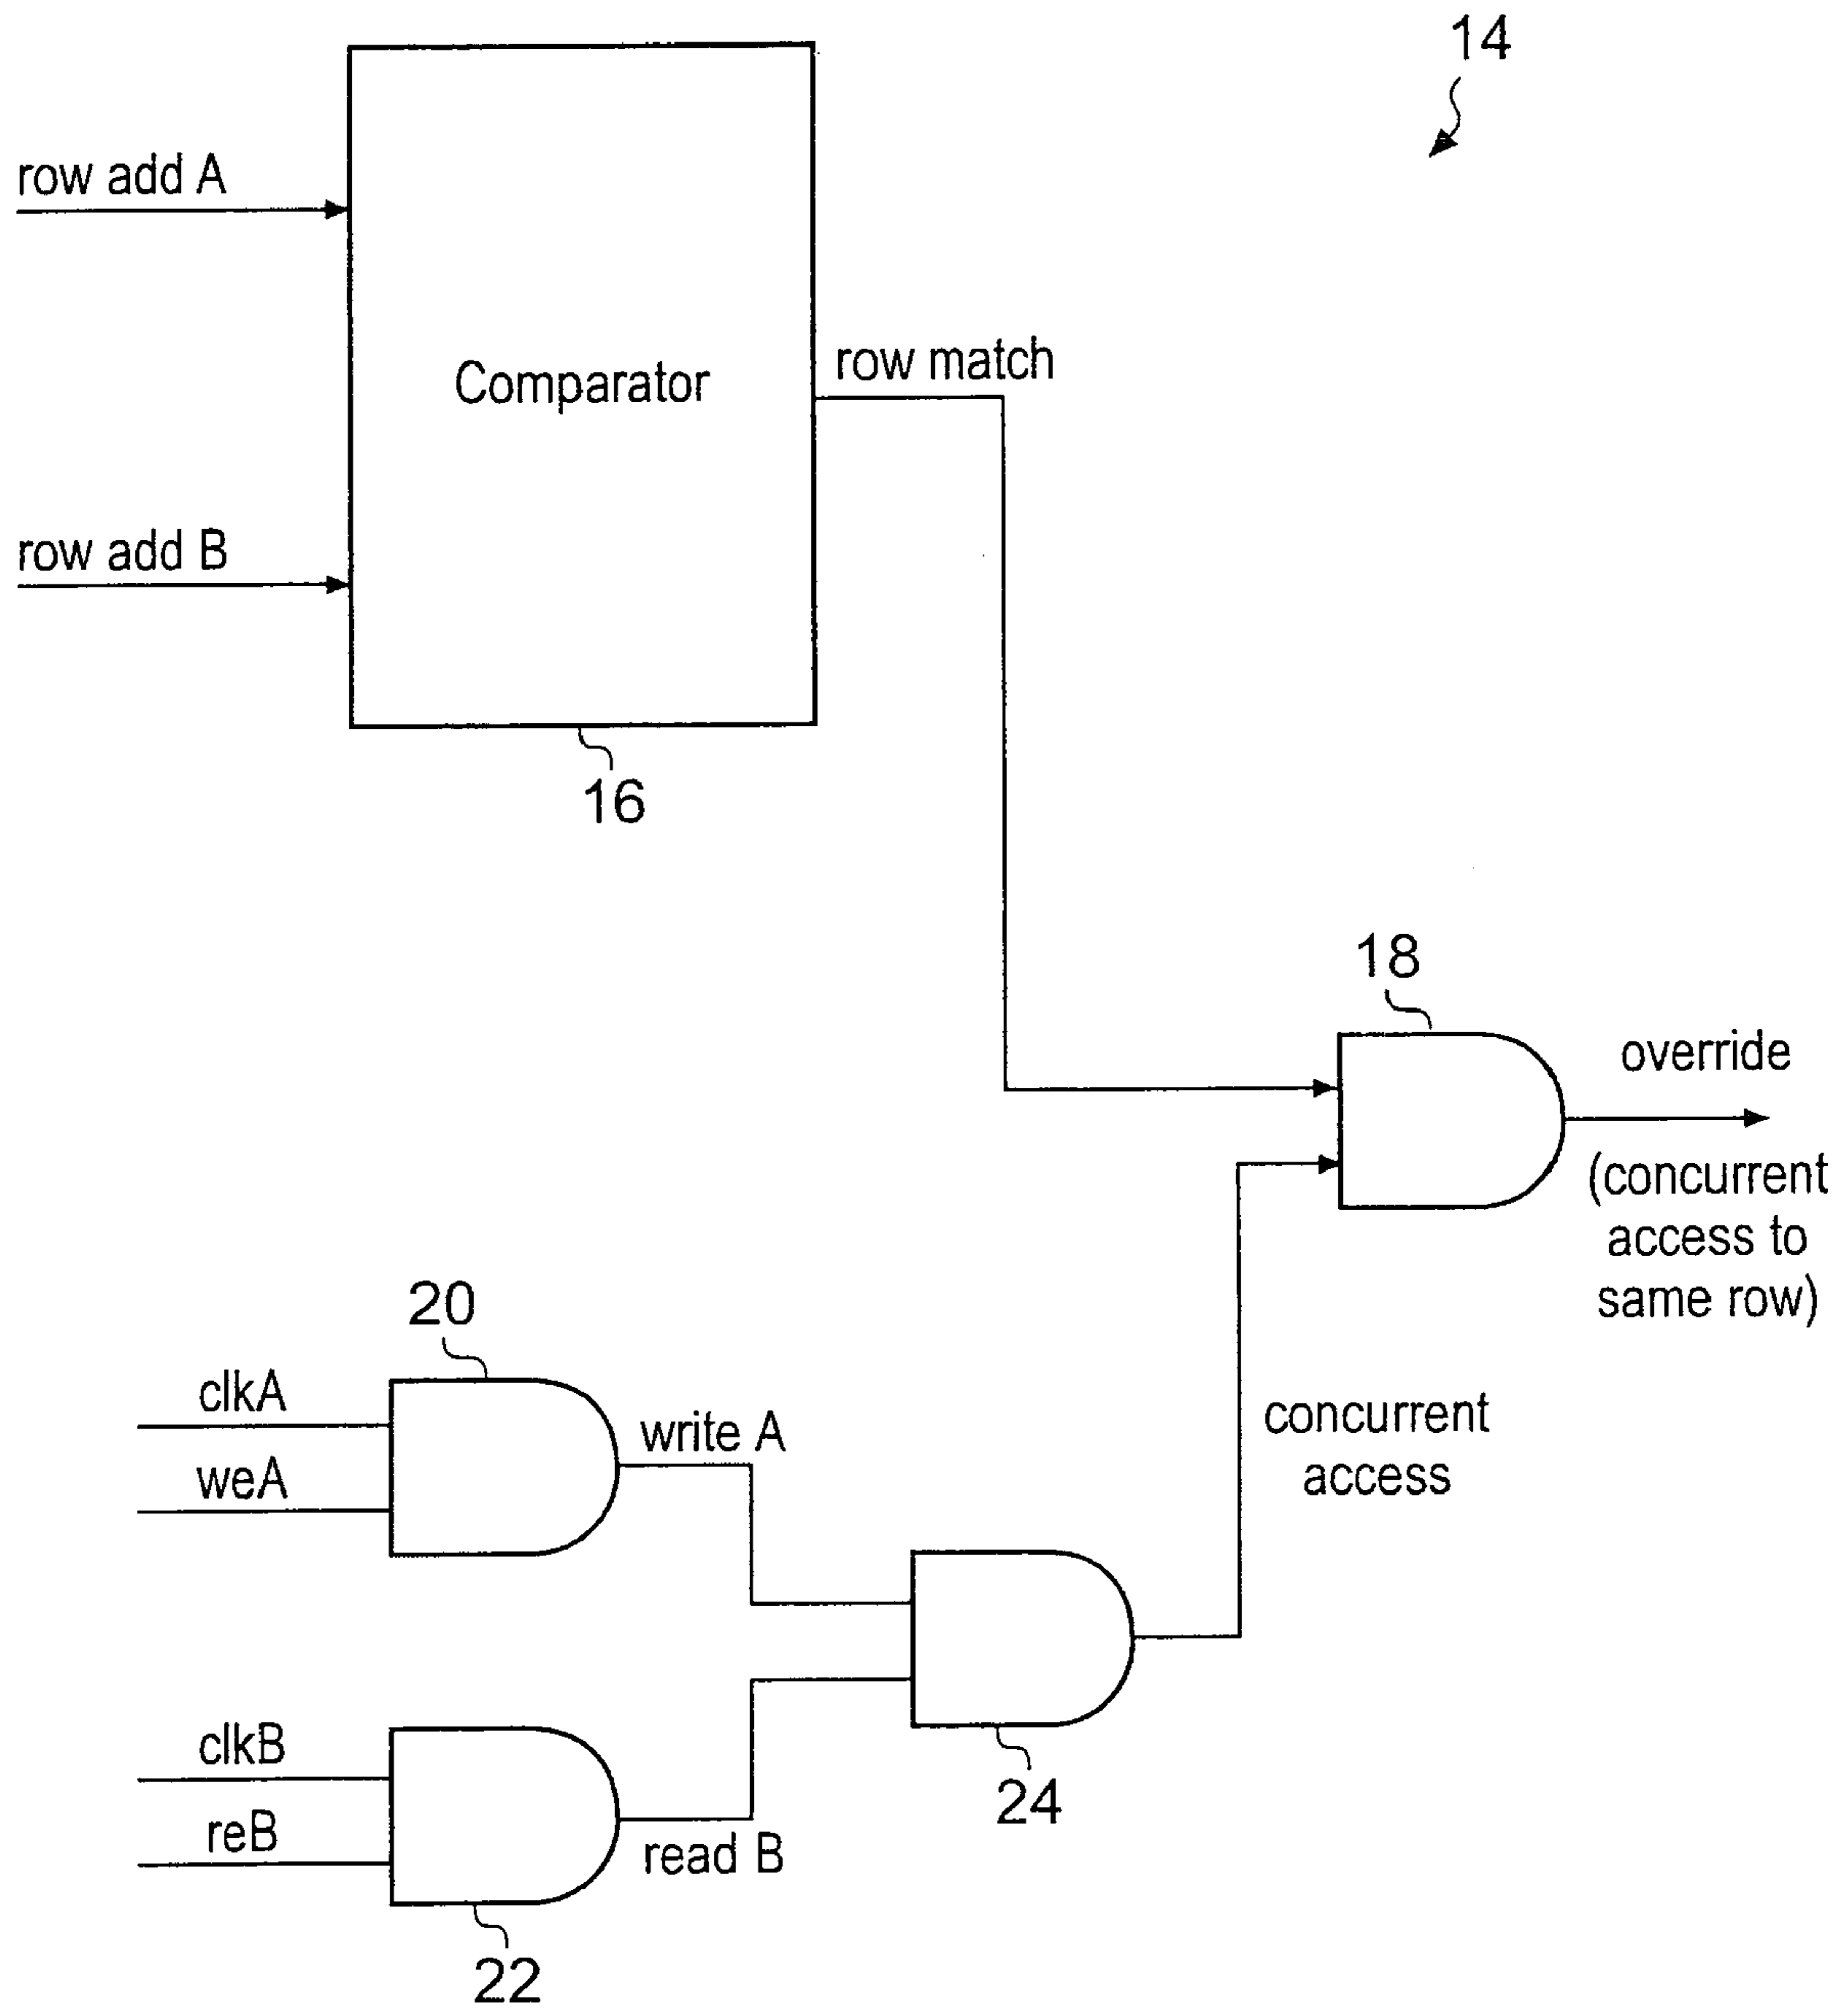 14
row add A
row match
Comparator
row add B
16
18
override
(concurrent
access to
same row)
20
clkA
write A
weA
concurrent
access
clkB
reB
read B
24
22